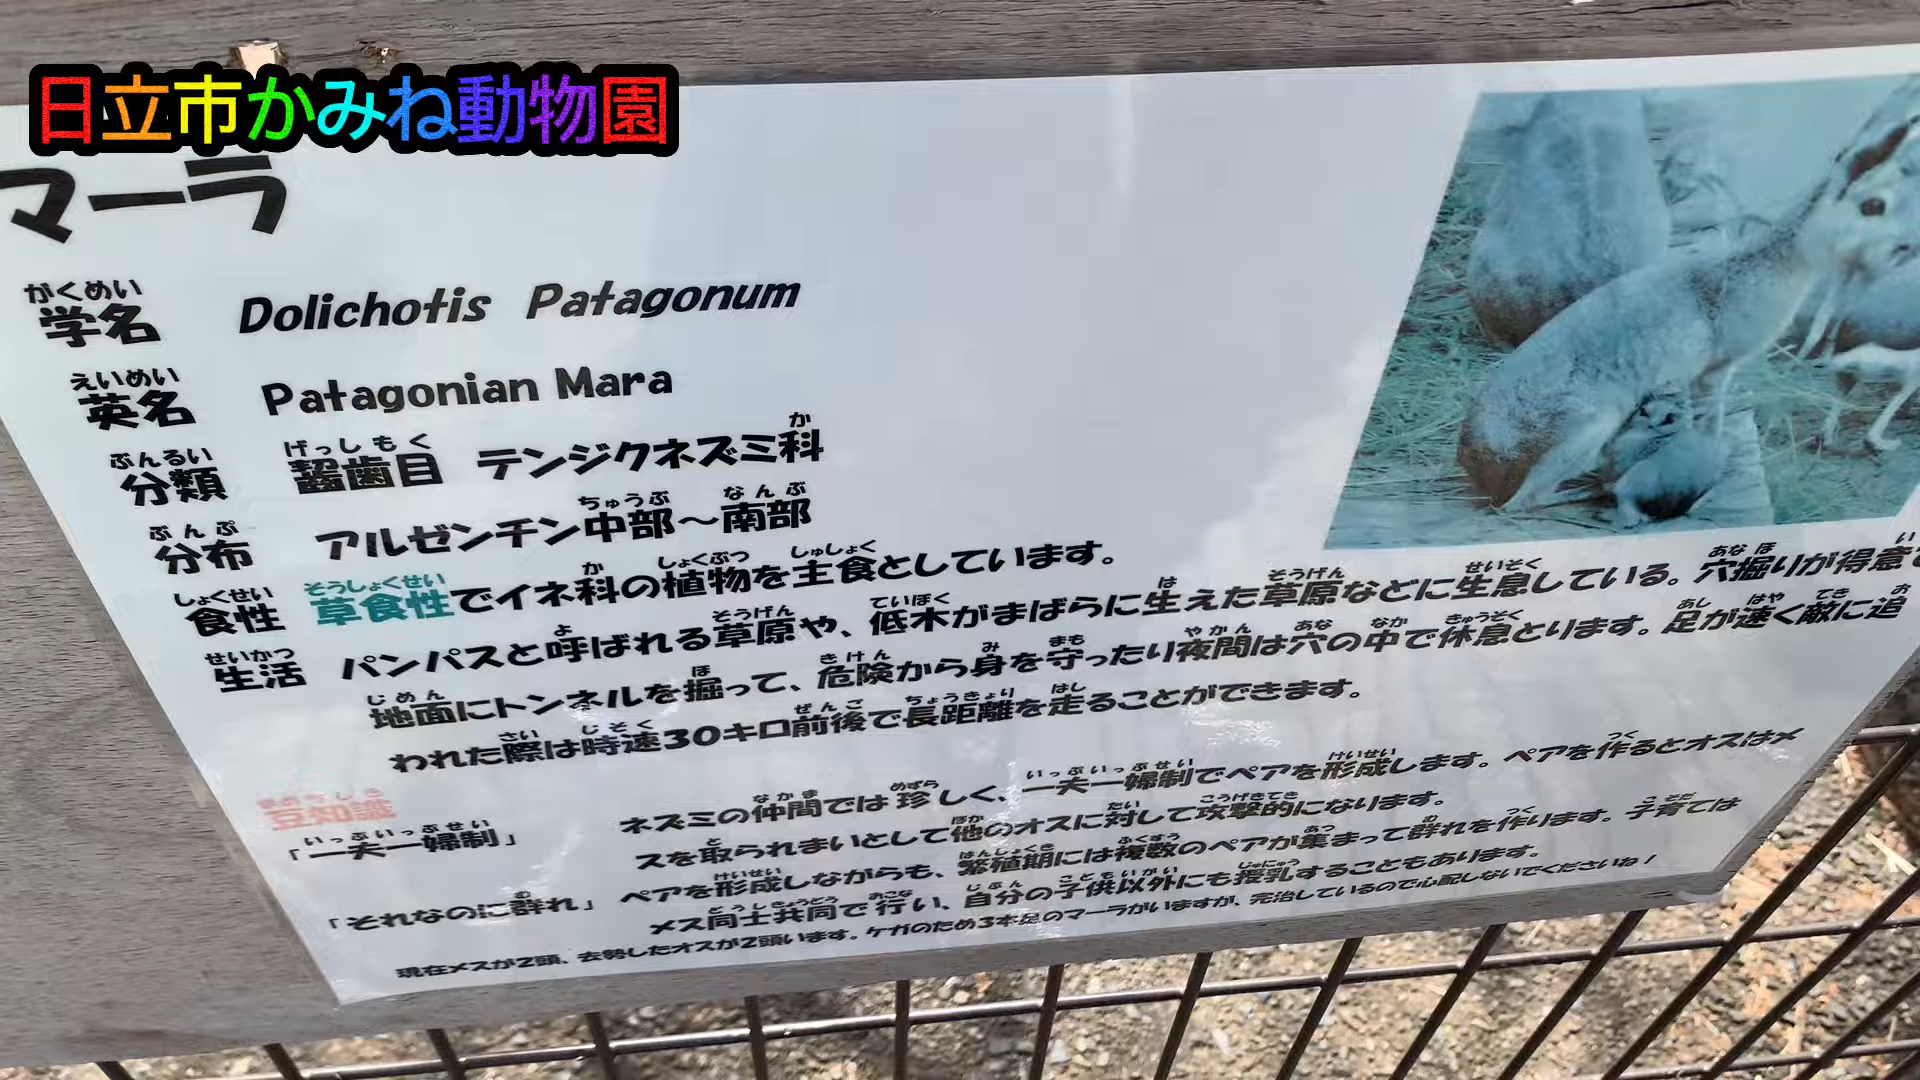 日立市かみね動物園
マーラ
がくめい
学名 Dolichotis Patagonum
えいめい
英名 Patagonian Mara
ぶんるい げっしもく か
分類 齧歯目 テンジクネズミ科
ぶんぷ ちゅうぶ なんぶ
分布 アルゼンチン中部～南部
しょくせい そうしょくせい か しょくぶつ しゅしょく
食性 草食性でイネ科の植物を主食としています。
せいかつ よ そうげん ていぼく は そうげん せいそく あなほ い
生活 パンパスと呼ばれる草原や、低木がまばらに生えた草原などに生息している。穴掘りが得意で
じめん ほ きけん み まも やかん あな なか きゅうそく あし はや てき お
地面にトンネルを掘って、危険から身を守ったり夜間は穴の中で休息とります。足が速く敵に追
さい じそく ぜんご ちょうきょり はし
われた際は時速30キロ前後で長距離を走ることができます。
まめちしき
豆知識
いっぷいっぷせい なかま めずら いっぷいっぷせい けいせい つく
「一夫一婦制」 ネズミの仲間では珍しく、一夫一婦制でペアを形成します。ペアを作るとオスはメ
と ほか たい こうげきてき
スを取られまいとして他のオスに対して攻撃的になります。
む けいせい はんしょくき ふくすう あつ む つく こそだ
「それなのに群れ」 ペアを形成しながらも、繁殖期には複数のペアが集まって群れを作ります。子育ては
どうしきょうどう おこな じぶん こどもいがい じゅにゅう
メス同士共同で行い、自分の子供以外にも授乳することもあります。
現在メスが2頭、去勢したオスが2頭います。ケガのため3本足のマーラがいますが、完治しているので心配しないでくださいね！